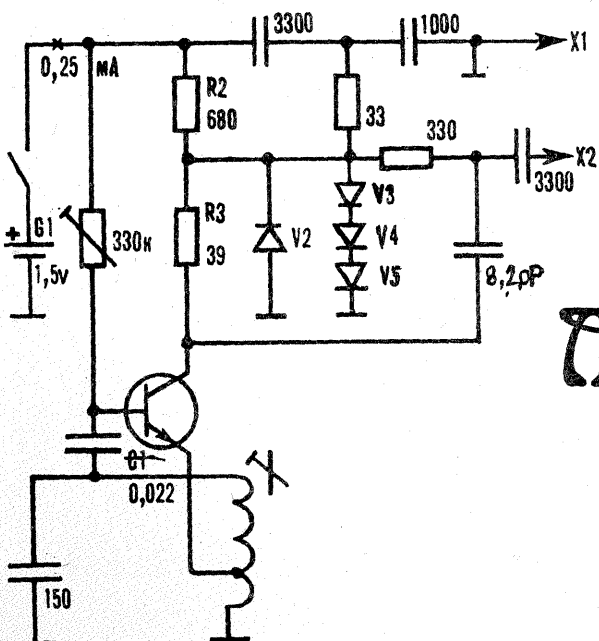 3300
1000
X1
0,25 мА
R2
680
33
330
X2
3300
+ G1
1,5v
330к
R3
39
V2
V3
V4
V5
8,2pP
C1
0,022
150